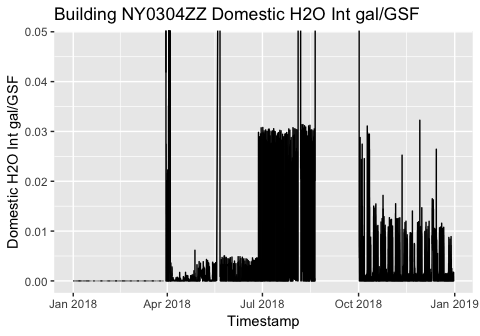 Building NY0304ZZ Domestic H2O Int gal/GSF
Domestic H2O Int gal/GSF
0.05
0.04
0.03
0.02
0.01
0.00
Jan 2018 Apr 2018 Jul 2018 Oct 2018 Jan 2019
Timestamp